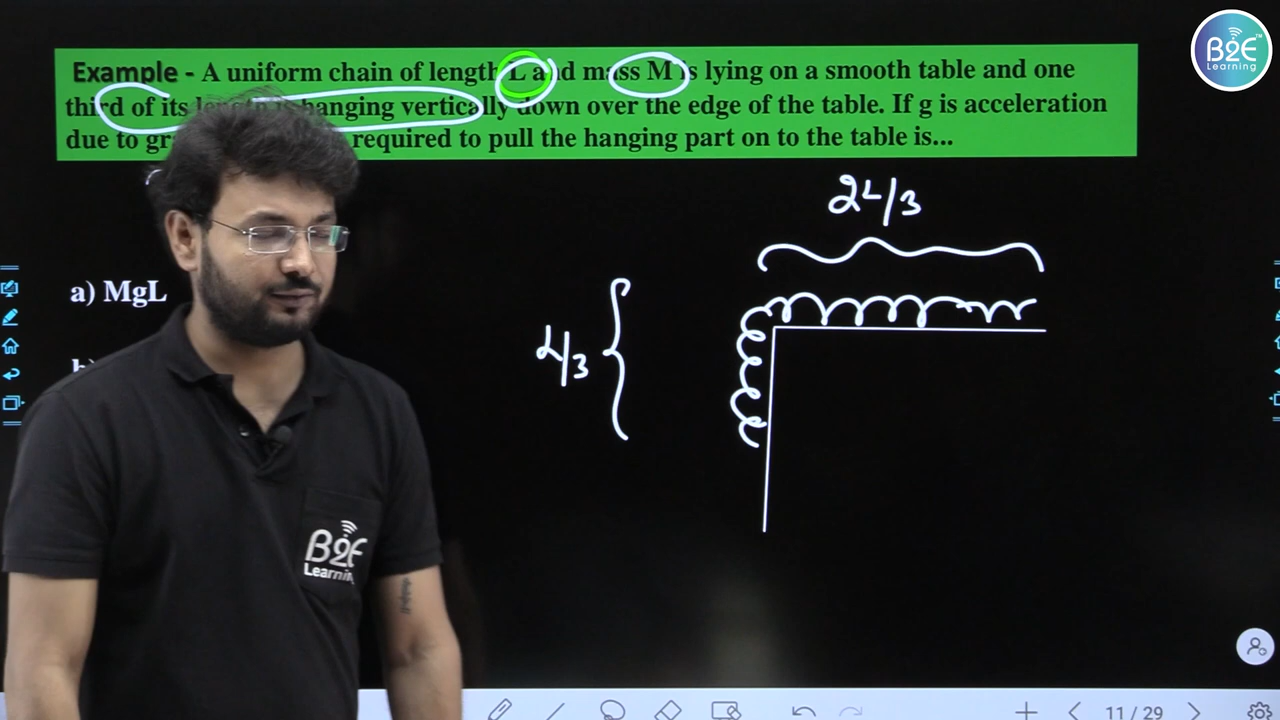 B2E
Learning
Example - A uniform chain of length L and mass M is lying on a smooth table and one
third of its length is hanging vertically down over the edge of the table. If g is acceleration
due to required to pull the hanging part on to the table is...
2L/3
a) MgL
L/3
B2E
Learning
11 / 29